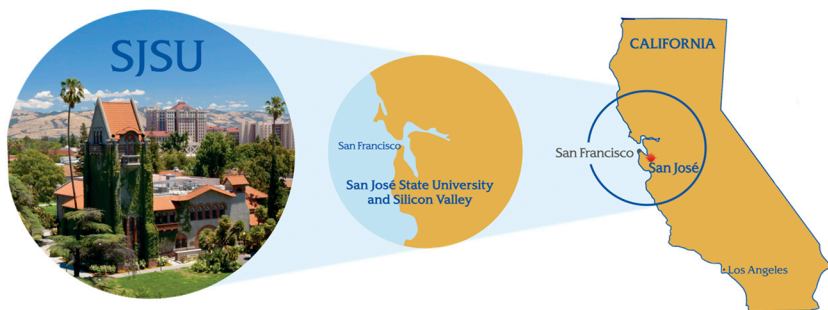 SJSU
San Francisco
San José State University
and Silicon Valley
CALIFORNIA
San Francisco
San José
Los Angeles